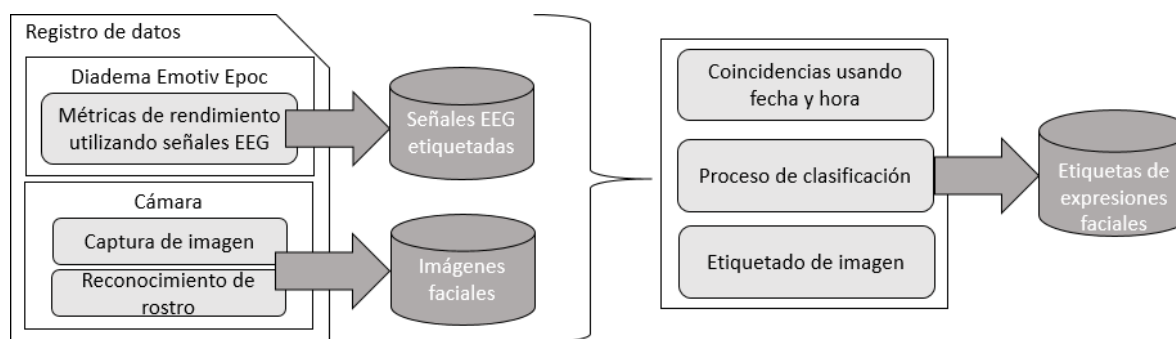 Registro de datos
Diadema Emotiv Epoc
Métricas de rendimiento
utilizando señales EEG
Señales EEG
etiquetadas
Cámara
Captura de imagen
Reconocimiento de
rostro
Imágenes
faciales
Coincidencias usando
fecha y hora
Proceso de clasificación
Etiquetado de imagen
Etiquetas de
expresiones
faciales